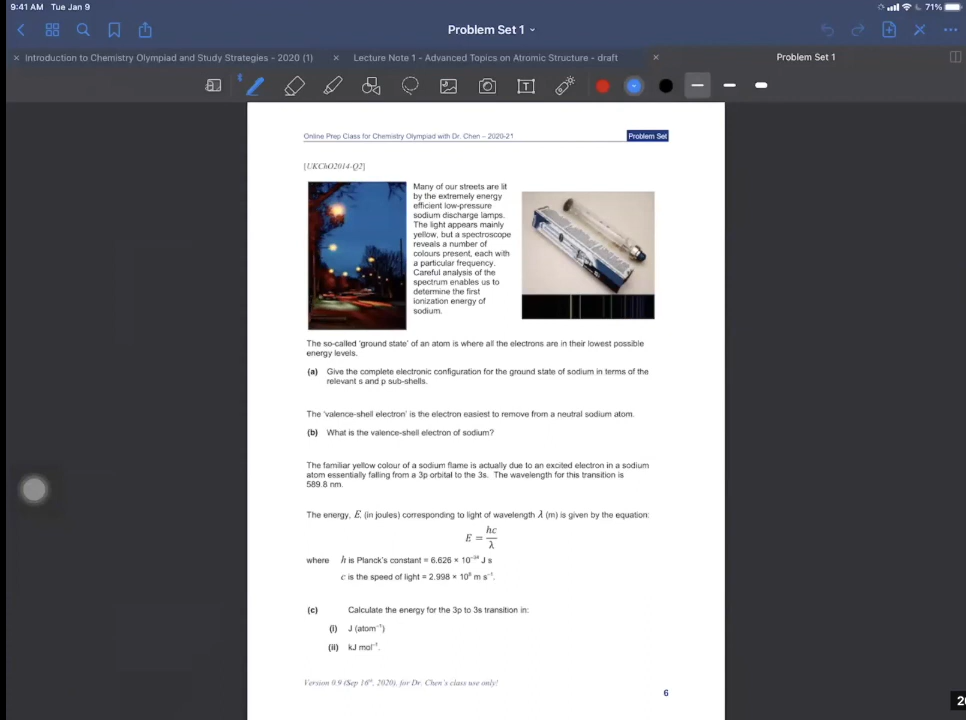 9:41 AM Tue Jan 9
71%
Problem Set 1
Introduction to Chemistry Olympiad and Study Strategies - 2020 (1)
Lecture Note 1 - Advanced Topics on Atromic Structure - draft
Problem Set 1
Online Prep Class for Chemistry Olympiad with Dr. Chen – 2020-21
Problem Set
[UKChO2014-Q2]
Many of our streets are lit
by the extremely energy
efficient low-pressure
sodium discharge lamps.
The light appears mainly
yellow, but a spectroscope
reveals a number of
colours present, each with
a particular frequency.
Careful analysis of the
spectrum enables us to
determine the first
ionization energy of
sodium.
The so-called 'ground state' of an atom is where all the electrons are in their lowest possible
energy levels.
(a) Give the complete electronic configuration for the ground state of sodium in terms of the
relevant s and p sub-shells.
The 'valence-shell electron' is the electron easiest to remove from a neutral sodium atom.
(b) What is the valence-shell electron of sodium?
The familiar yellow colour of a sodium flame is actually due to an excited electron in a sodium
atom essentially falling from a 3p orbital to the 3s. The wavelength for this transition is
589.8 nm.
The energy, E, (in joules) corresponding to light of wavelength λ (m) is given by the equation:
E = hc/λ
where h is Planck's constant = 6.626 × 10⁻³⁴ J s
c is the speed of light = 2.998 × 10⁸ m s⁻¹.
(c) Calculate the energy for the 3p to 3s transition in:
(i) J (atom⁻¹)
(ii) kJ mol⁻¹.
Version 0.9 (Sep 16th, 2020), for Dr. Chen's class use only!
6